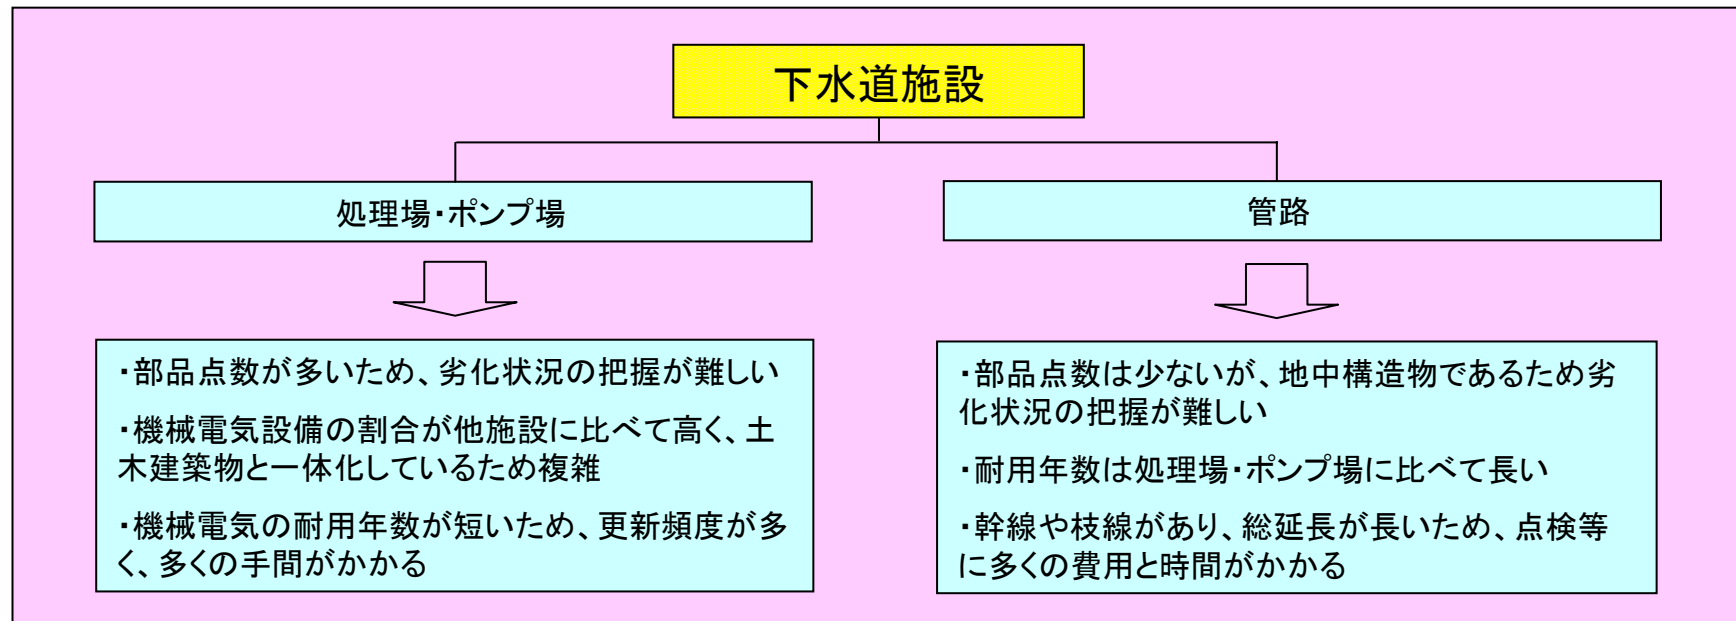 下水道施設
処理場・ポンプ場
管路
・部品点数が多いため、劣化状況の把握が難しい
・機械電気設備の割合が他施設に比べて高く、土
木建築物と一体化しているため複雑
・機械電気の耐用年数が短いため、更新頻度が多
く、多くの手間がかかる
・部品点数は少ないが、地中構造物であるため劣
化状況の把握が難しい
・耐用年数は処理場・ポンプ場に比べて長い
・幹線や枝線があり、総延長が長いため、点検等
に多くの費用と時間がかかる